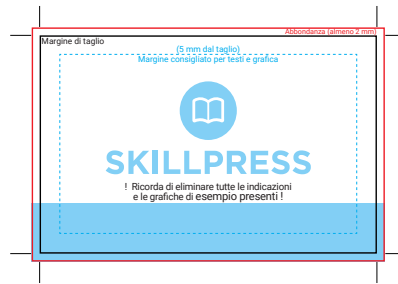 Abbondanza (almeno 2 mm)
Margine di taglio
(5 mm dal taglio)
Margine consigliato per testi e grafica
SKILLPRESS
! Ricorda di eliminare tutte le indicazioni
e le grafiche di esempio presenti !